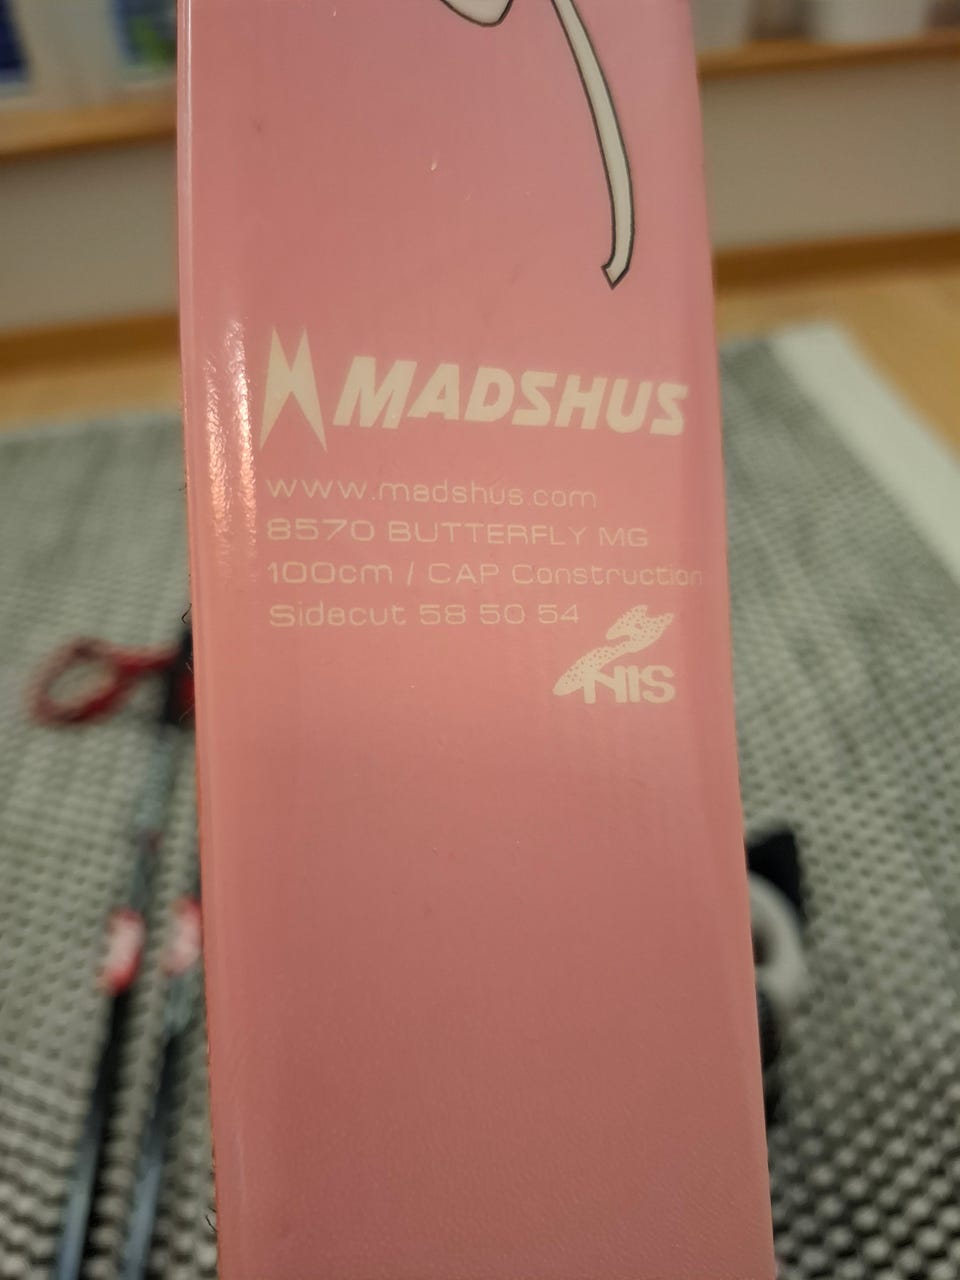 MADSHUS
www.madshus.com
8570 BUTTERFLY MG
100cm / CAP Construction
Sidecut 58 50 54
NIS